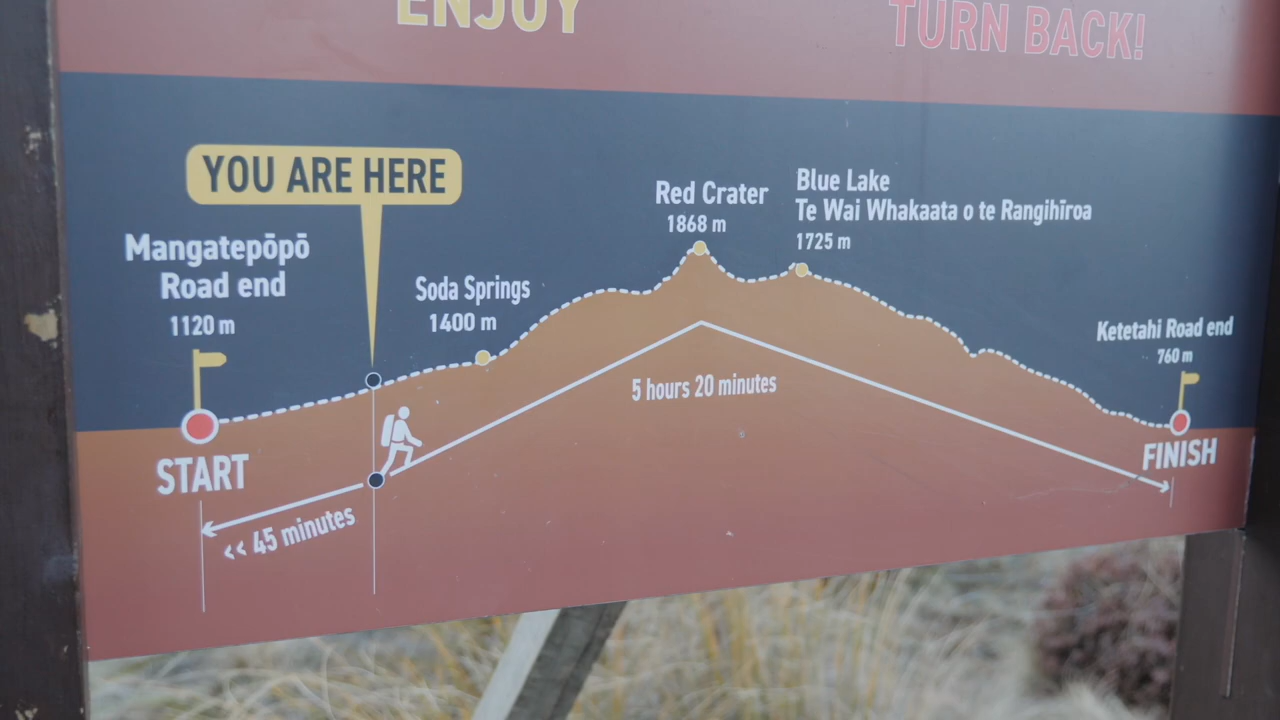 ENJOY
TURN BACK!
YOU ARE HERE
Mangatepōpō
Road end
1120 m
Soda Springs
1400 m
Red Crater
1868 m
Blue Lake
Te Wai Whakaata o te Rangihīroa
1725 m
Ketetahi Road end
760 m
START
<< 45 minutes
5 hours 20 minutes
FINISH